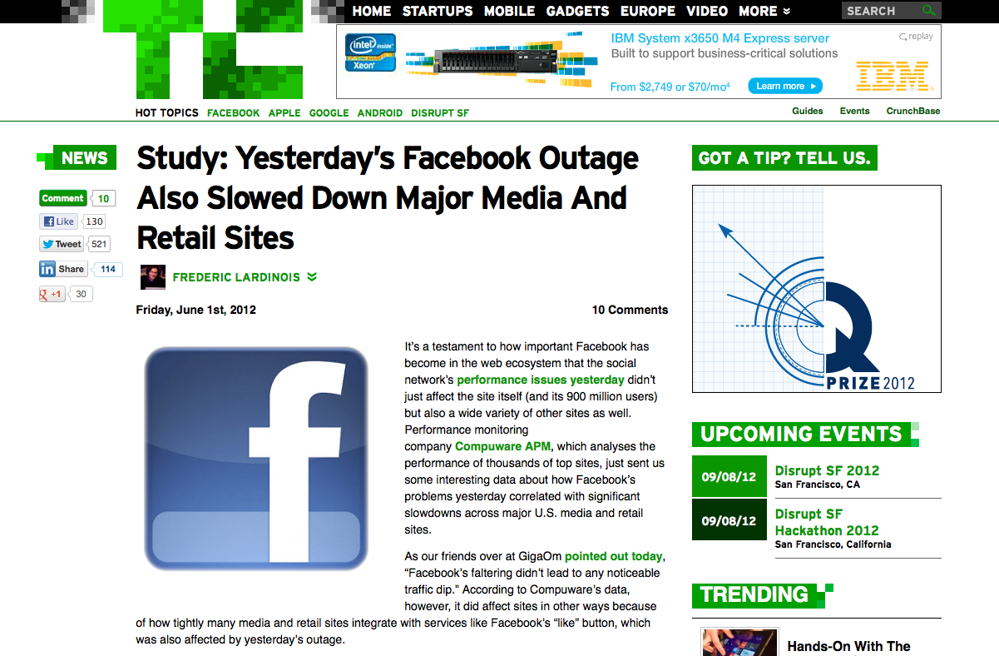 HOME STARTUPS MOBILE GADGETS EUROPE VIDEO MORE
SEARCH
TC
intel inside
Xeon
IBM System x3650 M4 Express server
Built to support business-critical solutions
From $2,749 or $70/mo⁴
Learn more
replay
IBM
HOT TOPICS FACEBOOK APPLE GOOGLE ANDROID DISRUPT SF
Guides Events CrunchBase
NEWS
Comment 10
Like 130
Tweet 521
in Share 114
g +1 30
Study: Yesterday’s Facebook Outage
Also Slowed Down Major Media And
Retail Sites
FREDERIC LARDINOIS
Friday, June 1st, 2012
10 Comments
f
It’s a testament to how important Facebook has
become in the web ecosystem that the social
network’s performance issues yesterday didn’t
just affect the site itself (and its 900 million users)
but also a wide variety of other sites as well.
Performance monitoring
company Compuware APM, which analyses the
performance of thousands of top sites, just sent us
some interesting data about how Facebook’s
problems yesterday correlated with significant
slowdowns across major U.S. media and retail
sites.
As our friends over at GigaOm pointed out today,
“Facebook’s faltering didn’t lead to any noticeable
traffic dip.” According to Compuware’s data,
however, it did affect sites in other ways because
of how tightly many media and retail sites integrate with services like Facebook’s “like” button, which
was also affected by yesterday’s outage.
GOT A TIP? TELL US.
Q
PRIZE 2012
UPCOMING EVENTS
09/08/12
Disrupt SF 2012
San Francisco, CA
09/08/12
Disrupt SF
Hackathon 2012
San Francisco, California
TRENDING
Hands-On With The